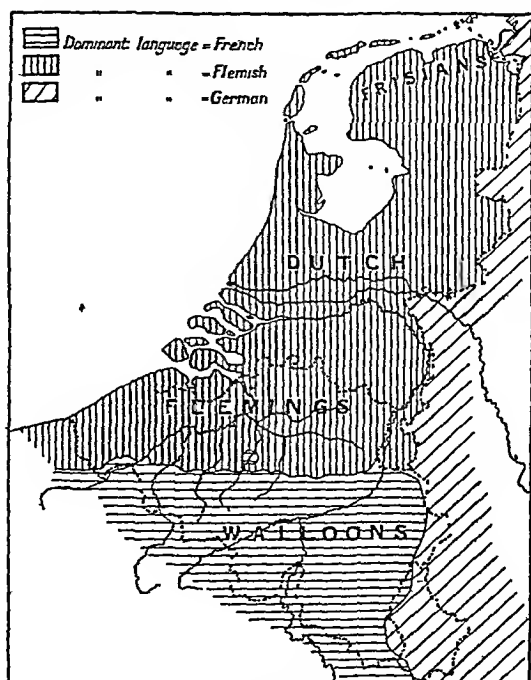 Dominant language = French
" " = Flemish
" " = German
FRISIANS
DUTCH
FLEMINGS
WALLOONS